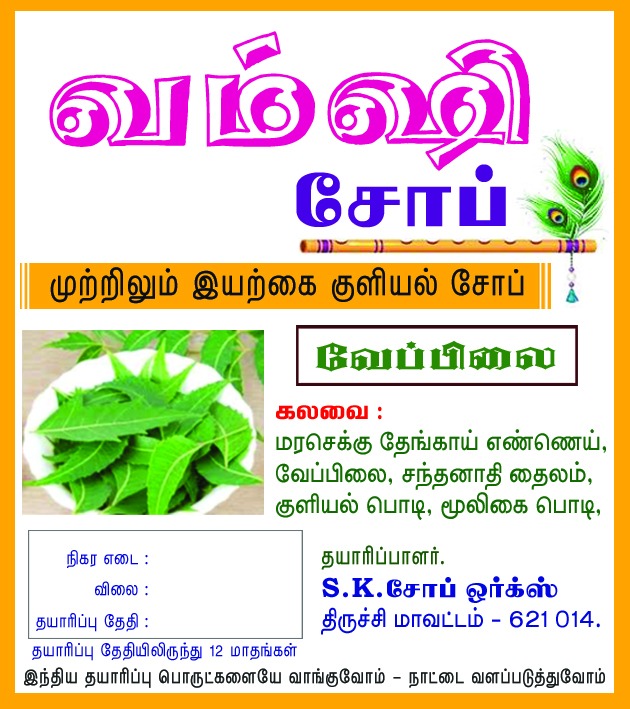 வம்ஷி
சோப்
முற்றிலும் இயற்கை குளியல் சோப்
வேப்பிலை
கலவை :
மரசெக்கு தேங்காய் எண்ணெய்,
வேப்பிலை, சந்தனாதி தைலம்,
குளியல் பொடி, மூலிகை பொடி,
நிகர எடை :
விலை :
தயாரிப்பு தேதி :
தயாரிப்பு தேதியிலிருந்து 12 மாதங்கள்
தயாரிப்பாளர்.
S.K.சோப் ஒர்க்ஸ்
திருச்சி மாவட்டம் - 621 014.
இந்திய தயாரிப்பு பொருட்களையே வாங்குவோம் - நாட்டை வளப்படுத்துவோம்